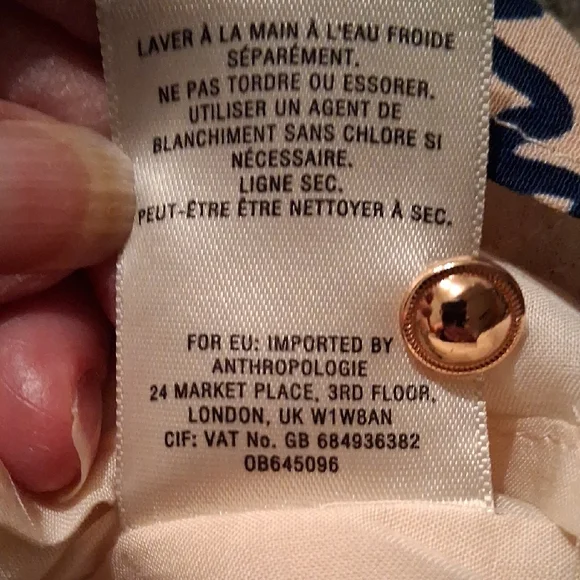 LAVER À LA MAIN À L'EAU FROIDE
SÉPARÉMENT.
NE PAS TORDRE OU ESSORER.
UTILISER UN AGENT DE
BLANCHIMENT SANS CHLORE SI
NÉCESSAIRE.
LIGNE SEC.
PEUT-ÊTRE ÊTRE NETTOYER À SEC.
FOR EU: IMPORTED BY
ANTHROPOLOGIE
24 MARKET PLACE, 3RD FLOOR,
LONDON, UK W1W8AN
CIF: VAT No. GB 684936382
OB645096